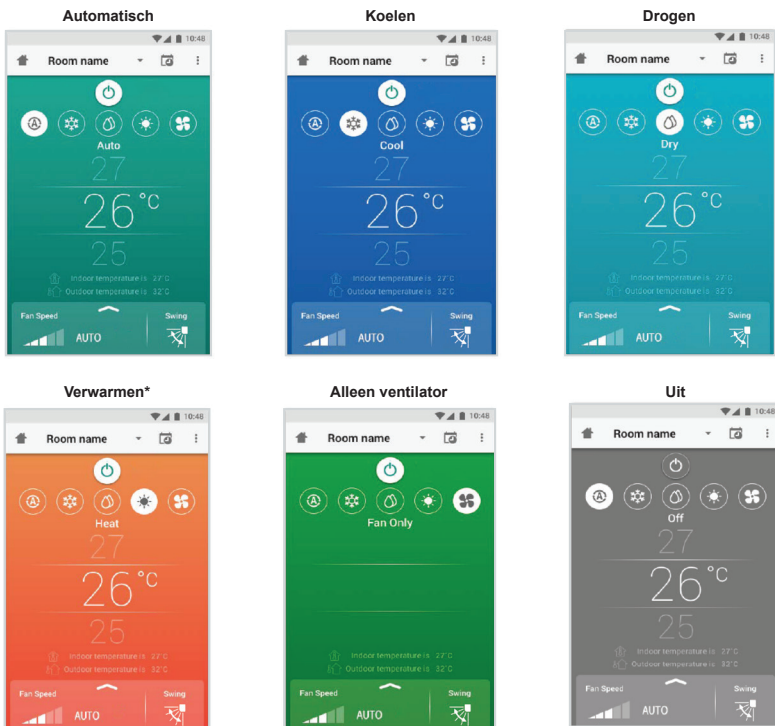 Automatisch
Koelen
Drogen
10:48
10:48
10:48
Room name
Room name
Room name
A
A
A
Auto
Cool
Dry
27
27
27
26°C
26°C
26°C
25
25
25
Indoor temperature is 27°C
Indoor temperature is 27°C
Indoor temperature is 27°C
Outdoor temperature is 32°C
Outdoor temperature is 32°C
Outdoor temperature is 32°C
Fan Speed Swing
Fan Speed Swing
Fan Speed Swing
AUTO
AUTO
AUTO
Verwarmen*
Alleen ventilator
Uit
10:48
10:48
10:48
Room name
Room name
Room name
A
A
A
Heat
Fan Only
Off
27
27
26°C
26°C
25
25
Indoor temperature is 27°C
Indoor temperature is 27°C
Indoor temperature is 27°C
Outdoor temperature is 32°C
Outdoor temperature is 32°C
Outdoor temperature is 32°C
Fan Speed Swing
Fan Speed Swing
Fan Speed Swing
AUTO
AUTO
AUTO